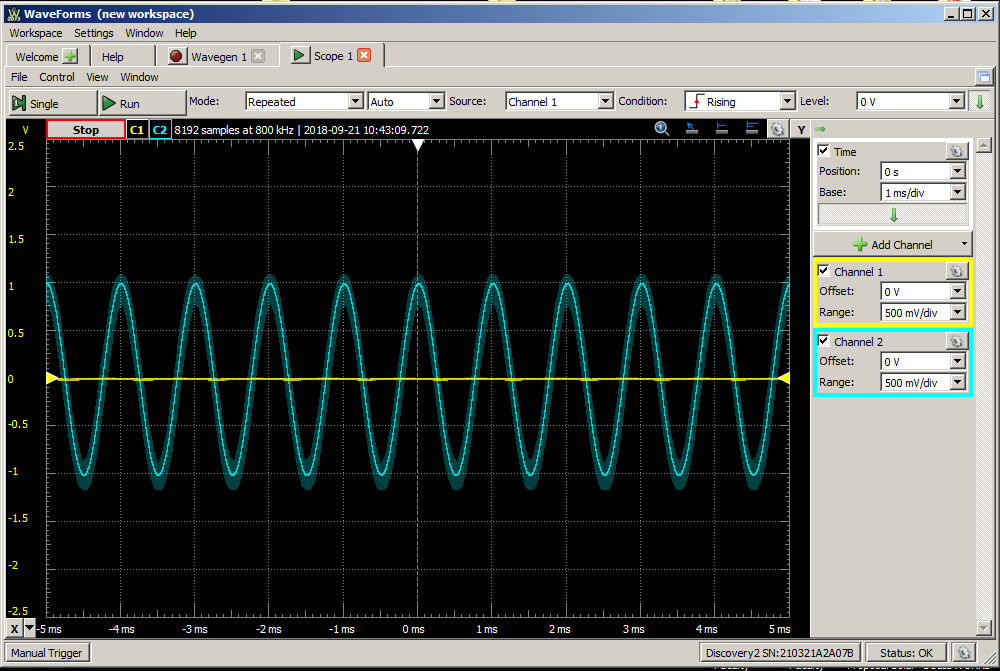 WaveForms (new workspace)
Workspace Settings Window Help
Welcome Help Wavegen 1 Scope 1
File Control View Window
Single Run Mode: Repeated Auto Source: Channel 1 Condition: Rising Level: 0 V
V Stop C1 C2 8192 samples at 800 kHz | 2018-09-21 10:43:09.722 Y
2.5
2
1.5
1
0.5
0
-0.5
-1
-1.5
-2
-2.5
X -5 ms -4 ms -3 ms -2 ms -1 ms 0 ms 1 ms 2 ms 3 ms 4 ms 5 ms
Time
Position: 0 s
Base: 1 ms/div
Add Channel
Channel 1
Offset: 0 V
Range: 500 mV/div
Channel 2
Offset: 0 V
Range: 500 mV/div
Manual Trigger Discovery2 SN:210321A2A07B Status: OK